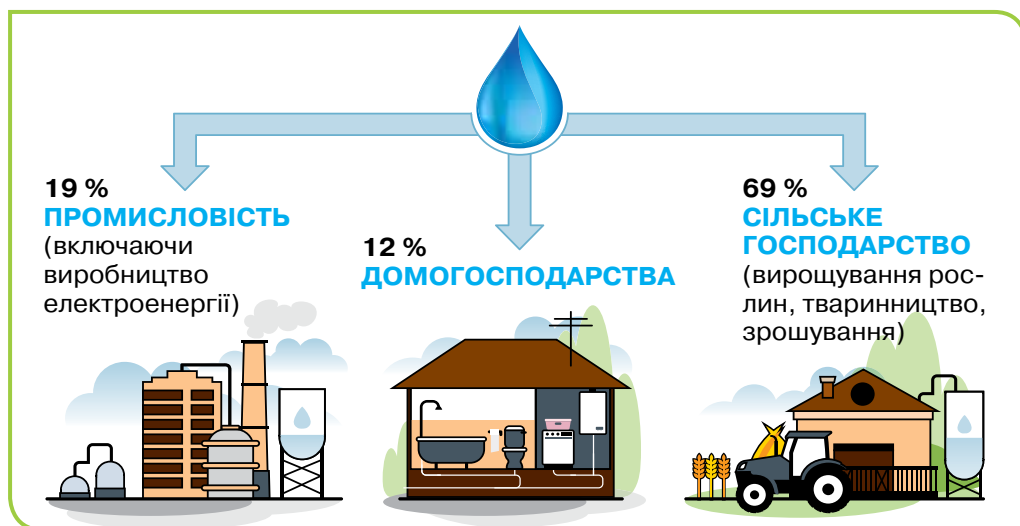 19 %
ПРОМИСЛОВІСТЬ
(включаючи
виробництво
електроенергії)
12 %
ДОМОГОСПОДАРСТВА
69 %
СІЛЬСЬКЕ
ГОСПОДАРСТВО
(вирощування рос-
лин, тваринництво,
зрошування)